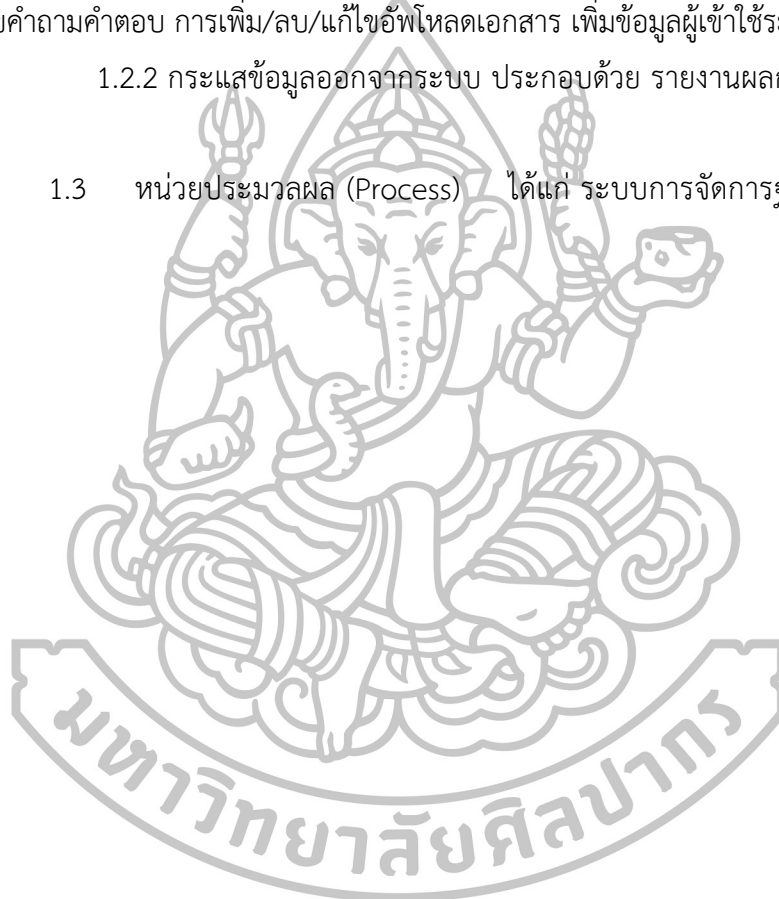 คำถามคำตอบ การเพิ่ม/ลบ/แก้ไขอัพโหลดเอกสาร เพิ่มข้อมูลผู้เข้าใช้
1.2.2 กระแสข้อมูลออกจากระบบ ประกอบด้วย รายงานผล
1.3 หน่วยประมวลผล (Process) ได้แก่ ระบบการจัดการ
มหาวิทยาลัยศิลปากร